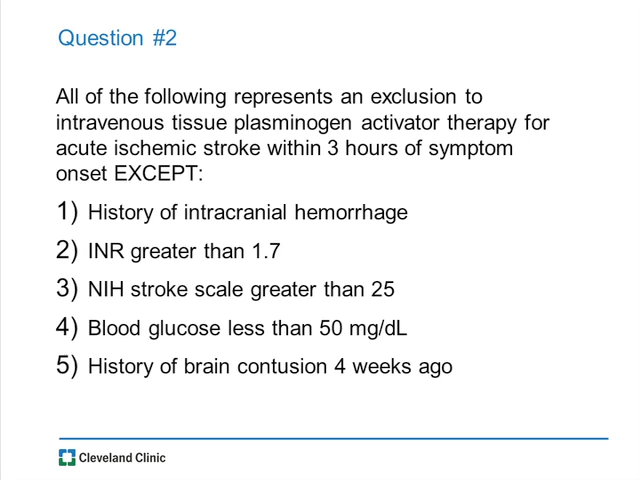 Question #2
All of the following represents an exclusion to
intravenous tissue plasminogen activator therapy for
acute ischemic stroke within 3 hours of symptom
onset EXCEPT:
1) History of intracranial hemorrhage
2) INR greater than 1.7
3) NIH stroke scale greater than 25
4) Blood glucose less than 50 mg/dL
5) History of brain contusion 4 weeks ago
Cleveland Clinic